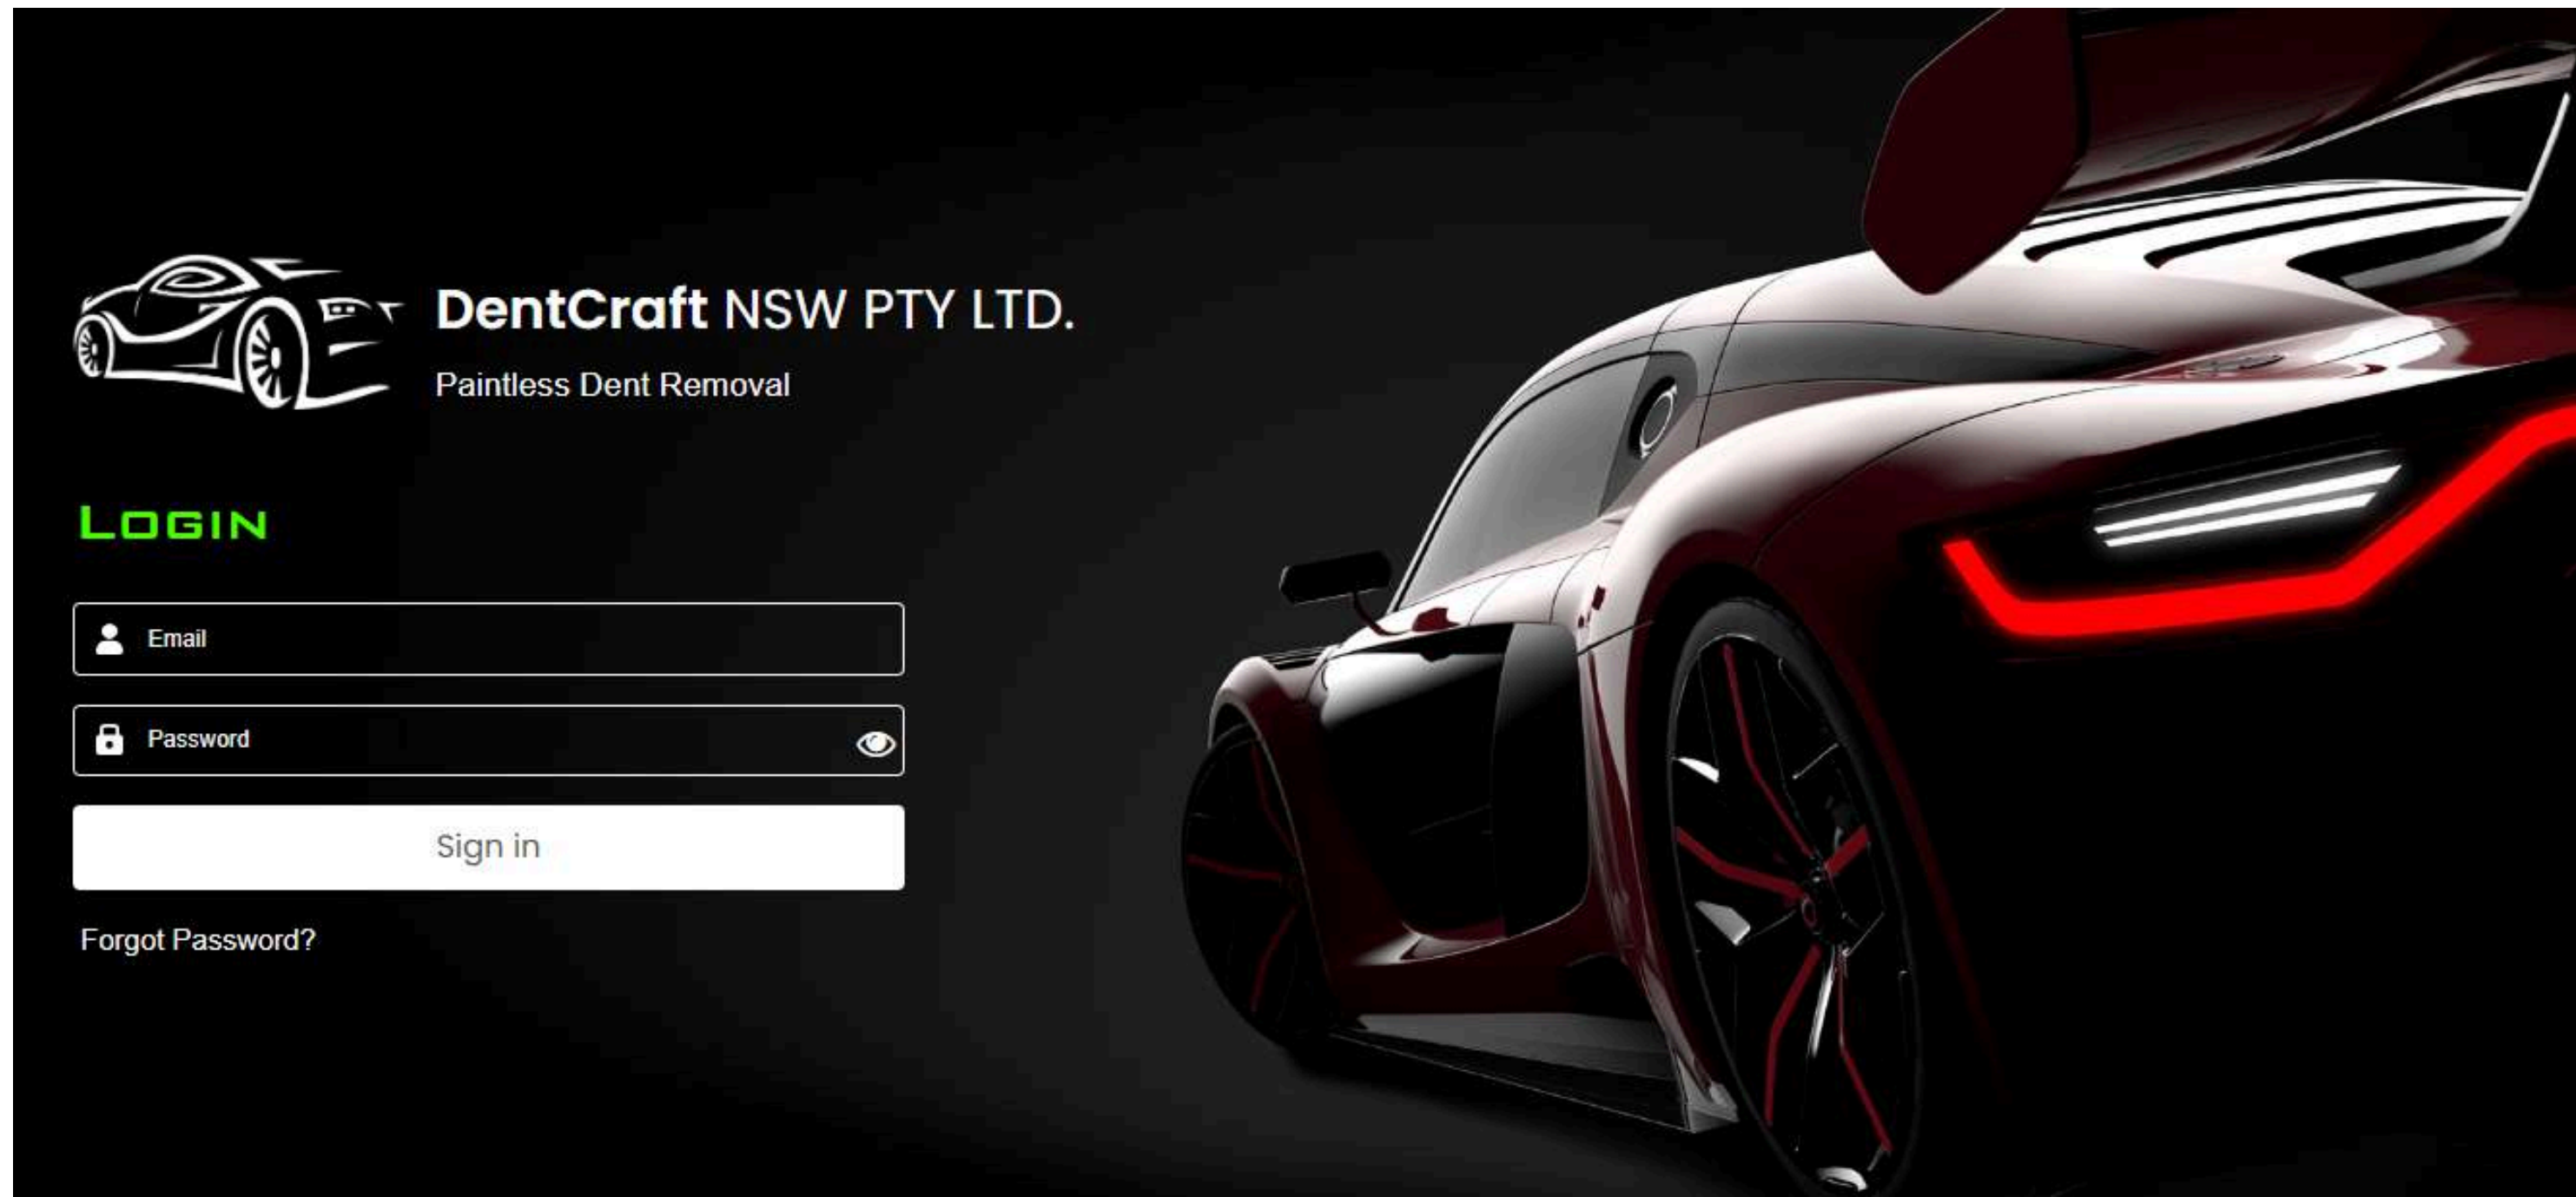 DentCraft NSW PTY LTD.
Paintless Dent Removal
Login
Email
Password
Sign in
Forgot Password?